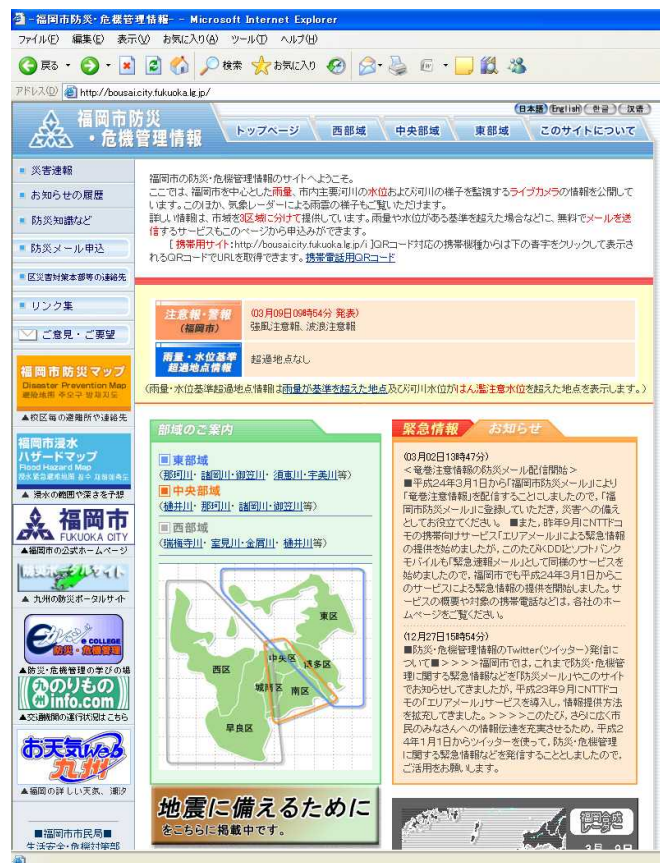 -福岡市防災・危機管理情報- - Microsoft Internet Explorer
ファイル(F) 編集(E) 表示(V) お気に入り(A) ツール(T) ヘルプ(H)
戻る 検索 お気に入り
アドレス(D) http://bousai.city.fukuoka.lg.jp/
日本語 English 한글 汉语
福岡市防災
・危機管理情報
トップページ 西部域 中央部域 東部域 このサイトについて
災害速報
お知らせの履歴
防災知識など
防災メール申込
区災害対策本部等の連絡先
リンク集
ご意見・ご要望
福岡市防災マップ
Disaster Prevention Map
▲校区毎の避難所や連絡先
福岡市浸水
ハザードマップ
Flood Hazard Map
▲ 浸水の範囲や深さを予想
福岡市
FUKUOKA CITY
▲福岡市の公式ホームページ
防災ポータルサイト
▲ 九州の防災ポータルサイト
eカレッジ
e COLLEGE
防災・危機管理
▲防災・危機管理の学びの場
九のりもの
info.com
▲交通機関の運行状況はこちら
お天気Web
九州
▲福岡の詳しい天気、潮汐
■福岡市市民局■
生活安全・危機対策部
福岡市の防災・危機管理情報のサイトへようこそ。
ここでは、福岡市を中心とした雨量、市内主要河川の水位および河川の様子を監視するライブカメラの情報を公開して
います。このほか、気象レーダーによる雨雲の様子もご覧いただけます。
詳しい情報は、市域を3区域に分けて提供しています。雨量や水位がある基準を超えた場合などに、無料でメールを送
信するサービスもこのページから申込みができます。
[ 携帯用サイト:http://bousai.city.fukuoka.lg.jp/i ]QRコード対応の携帯機種からは下の青字をクリックして表示さ
れるQRコードでURLを取得できます。携帯電話用QRコード
注意報・警報
(福岡市)
(03月09日09時54分 発表)
強風注意報、波浪注意報
雨量・水位基準
超過地点情報
超過地点なし
(雨量・水位基準超過地点情報は雨量が基準を超えた地点及び河川水位がはん濫注意水位を超えた地点を表示します。)
部域のご案内
東部域
(那珂川・諸岡川・御笠川・須恵川・宇美川等)
中央部域
(樋井川・那珂川・諸岡川・御笠川等)
西部域
(瑞梅寺川・室見川・金屑川・樋井川等)
東区
中央区
博多区
西区
城南区
南区
早良区
地震に備えるために
をこちらに掲載中です。
緊急情報 お知らせ
(03月02日13時47分)
<竜巻注意情報の防災メール配信開始>
■平成24年3月1日から「福岡市防災メール」により
「竜巻注意情報」を配信することにしましたので、「福
岡市防災メール」に登録していただき、災害への備え
としてお役立てください。 ■また、昨年9月にNTTドコ
モの携帯向けサービス「エリアメール」による緊急情報
の提供を始めましたが、このたびKDDIとソフトバンク
モバイルも「緊急速報メール」として同様のサービスを
始めましたので、福岡市でも平成24年3月1日からこ
のサービスによる緊急情報の提供を開始しました。サ
ービスの概要や対象の携帯電話などは、各社のホー
ムページをご覧ください。
(12月27日15時54分)
■防災・危機管理情報のTwitter(ツイッター)発信に
ついて■>>>>福岡市では、これまで防災・危機管
理に関する緊急情報などを「防災メール」やこのサイト
でお知らせしてきましたが、平成23年9月にNTTドコ
モの「エリアメール」サービスを導入し、情報提供方法
を拡充してきました。>>>>このたび、さらに広く市
民のみなさんへの情報伝達を充実させるため、平成2
4年1月1日からツイッターを使って、防災・危機管理
に関する緊急情報などを発信することとしましたので、
ご活用をお願いします。
福岡合成
レーダー
3月 9日